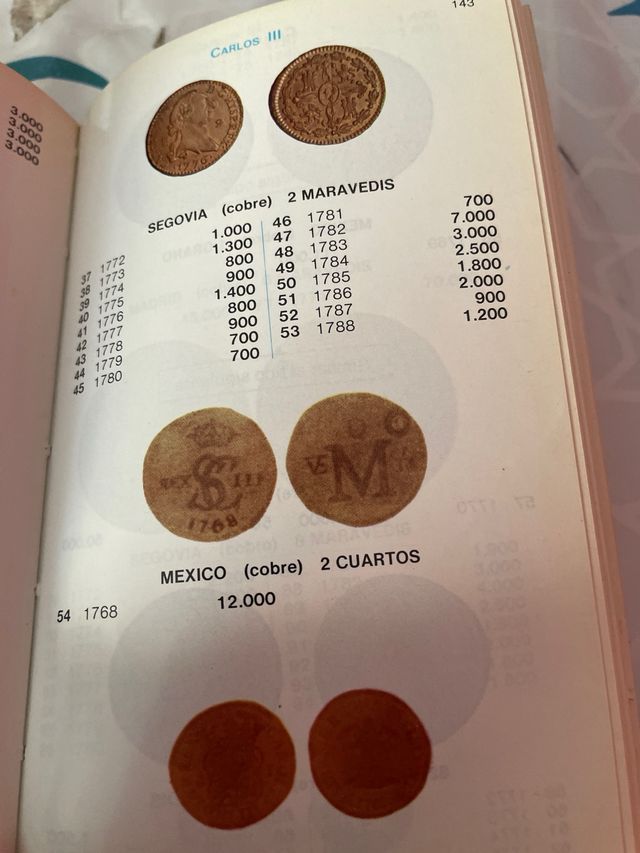 143
3.000
3.000
3.000
3.000
CARLOS III
SEGOVIA (cobre) 2 MARAVEDIS
37 1772 1.000
38 1773 1.300
39 1774 800
40 1775 900
41 1776 1.400
42 1777 800
43 1778 900
44 1779 700
45 1780 700
46 1781 700
47 1782 7.000
48 1783 3.000
49 1784 2.500
50 1785 1.800
51 1786 2.000
52 1787 900
53 1788 1.200
III
1768
M
MEXICO (cobre) 2 CUARTOS
54 1768 12.000